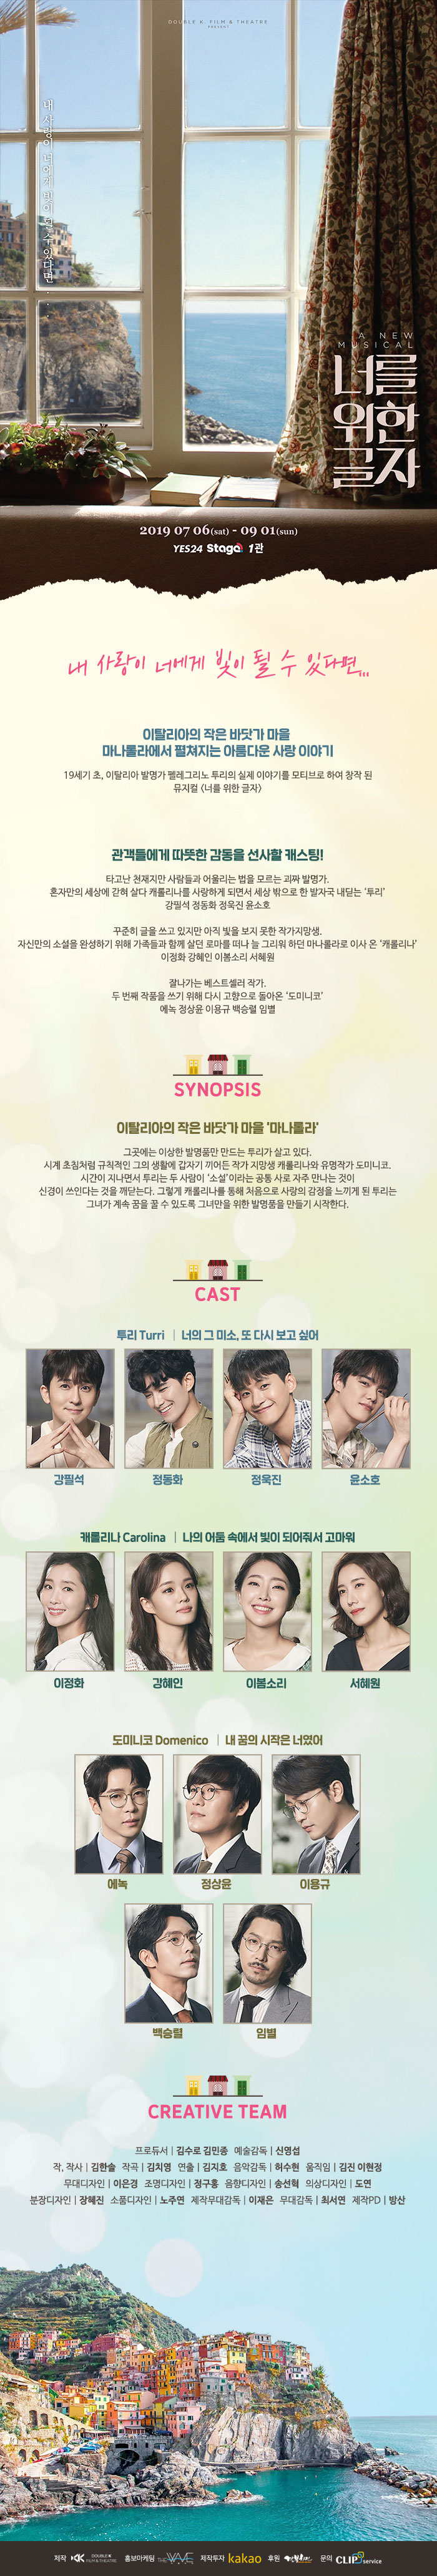 DOUBLE K. FILM & THEATRE
PRESENT
내 사랑이 너에게 빛이 될 수 있다면...
A NEW
MUSICAL
너를
위한
글자
2019 07 06(sat) - 09 01(sun)
YES24 Stage 1관
내 사랑이 너에게 빛이 될 수 있다면...
이탈리아의 작은 바닷가 마을
마나롤라에서 펼쳐지는 아름다운 사랑 이야기
19세기 초, 이탈리아 발명가 펠레그리노 투리의 실제 이야기를 모티브로 하여 창작 된
뮤지컬 <너를 위한 글자>
관객들에게 따뜻한 감동을 선사할 캐스팅!
타고난 천재지만 사람들과 어울리는 법을 모르는 괴짜 발명가.
혼자만의 세상에 갇혀 살다 캐롤리나를 사랑하게 되면서 세상 밖으로 한 발자국 내딛는 '투리'
강필석 정동화 정욱진 윤소호
꾸준히 글을 쓰고 있지만 아직 빛을 보지 못한 작가지망생.
자신만의 소설을 완성하기 위해 가족들과 함께 살던 로마를 떠나 늘 그리워 하던 마나롤라로 이사 온 '캐롤리나'
이정화 강혜인 이봄소리 서혜원
잘나가는 베스트셀러 작가.
두 번째 작품을 쓰기 위해 다시 고향으로 돌아온 '도미니코'
에녹 정상윤 이용규 백승렬 임별
SYNOPSIS
이탈리아의 작은 바닷가 마을 '마나롤라'
그곳에는 이상한 발명품만 만드는 투리가 살고 있다.
시계 초침처럼 규칙적인 그의 생활에 갑자기 끼어든 작가 지망생 캐롤리나와 유명작가 도미니코.
시간이 지나면서 투리는 두 사람이 '소설'이라는 공통 사로 자주 만나는 것이
신경이 쓰인다는 것을 깨닫는다. 그렇게 캐롤리나를 통해 처음으로 사랑의 감정을 느끼게 된 투리는
그녀가 계속 꿈을 꿀 수 있도록 그녀만을 위한 발명품을 만들기 시작한다.
CAST
투리 Turri | 너의 그 미소, 또 다시 보고 싶어
강필석 정동화 정욱진 윤소호
캐롤리나 Carolina | 나의 어둠 속에서 빛이 되어줘서 고마워
이정화 강혜인 이봄소리 서혜원
도미니코 Domenico | 내 꿈의 시작은 너였어
에녹 정상윤 이용규
백승렬 임별
CREATIVE TEAM
프로듀서 | 김수로 김민종 예술감독 | 신영섭
작, 작사 | 김한솔 작곡 | 김치영 연출 | 김지호 음악감독 | 허수현 움직임 | 김진 이현정
무대디자인 | 이은경 조명디자인 | 정구홍 음향디자인 | 송선혁 의상디자인 | 도연
분장디자인 | 장혜진 소품디자인 | 노주연 제작무대감독 | 이재은 무대감독 | 최서연 제작PD | 방산
제작 KK DOUBLE K FILM & THEATRE 홍보마케팅 THE WAVE 제작투자 kakao 후원 문의 CLIP service